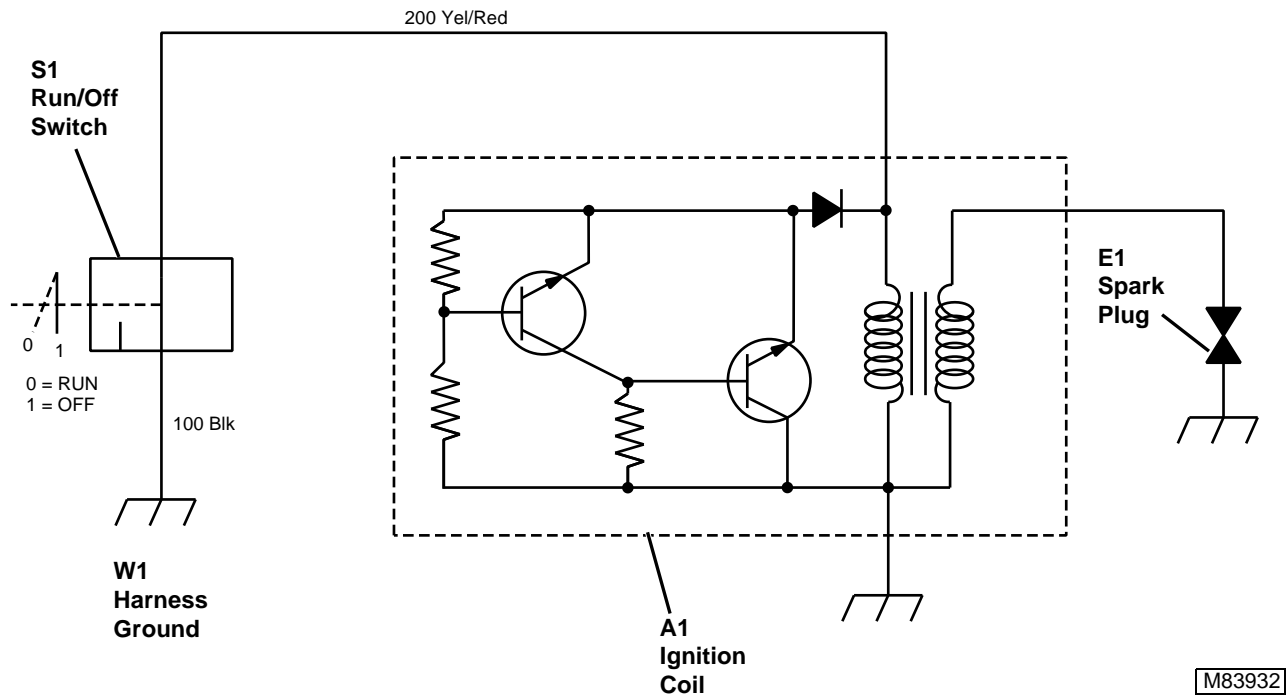 200 Yel/Red
S1
Run/Off
Switch
0
1
0 = RUN
1 = OFF
100 Blk
W1
Harness
Ground
A1
Ignition
Coil
E1
Spark
Plug
M83932